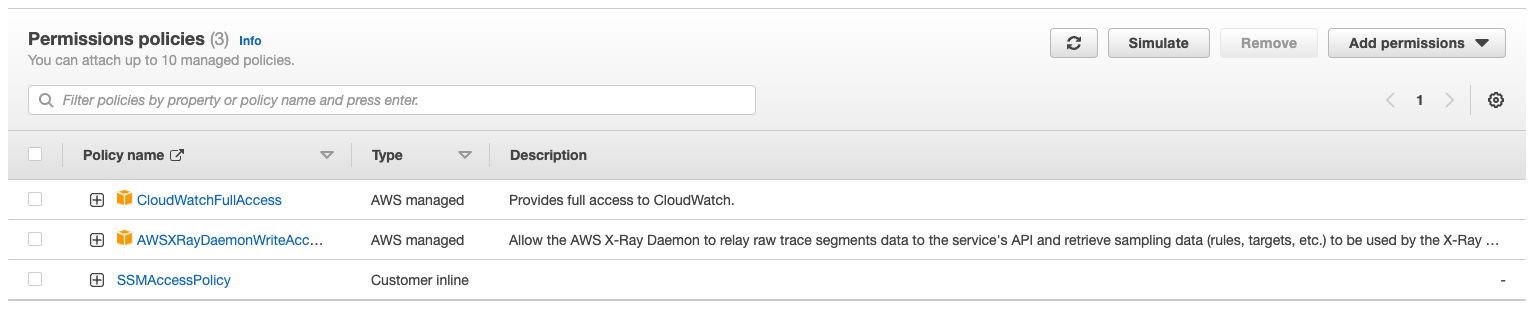 Permissions policies (3) Info
You can attach up to 10 managed policies.
Simulate Remove Add permissions
Filter policies by property or policy name and press enter.
1
Policy name Type Description
CloudWatchFullAccess AWS managed Provides full access to CloudWatch.
AWSXRayDaemonWriteAcc... AWS managed Allow the AWS X-Ray Daemon to relay raw trace segments data to the service's API and retrieve sampling data (rules, targets, etc.) to be used by the X-Ray ...
SSMAccessPolicy Customer inline -